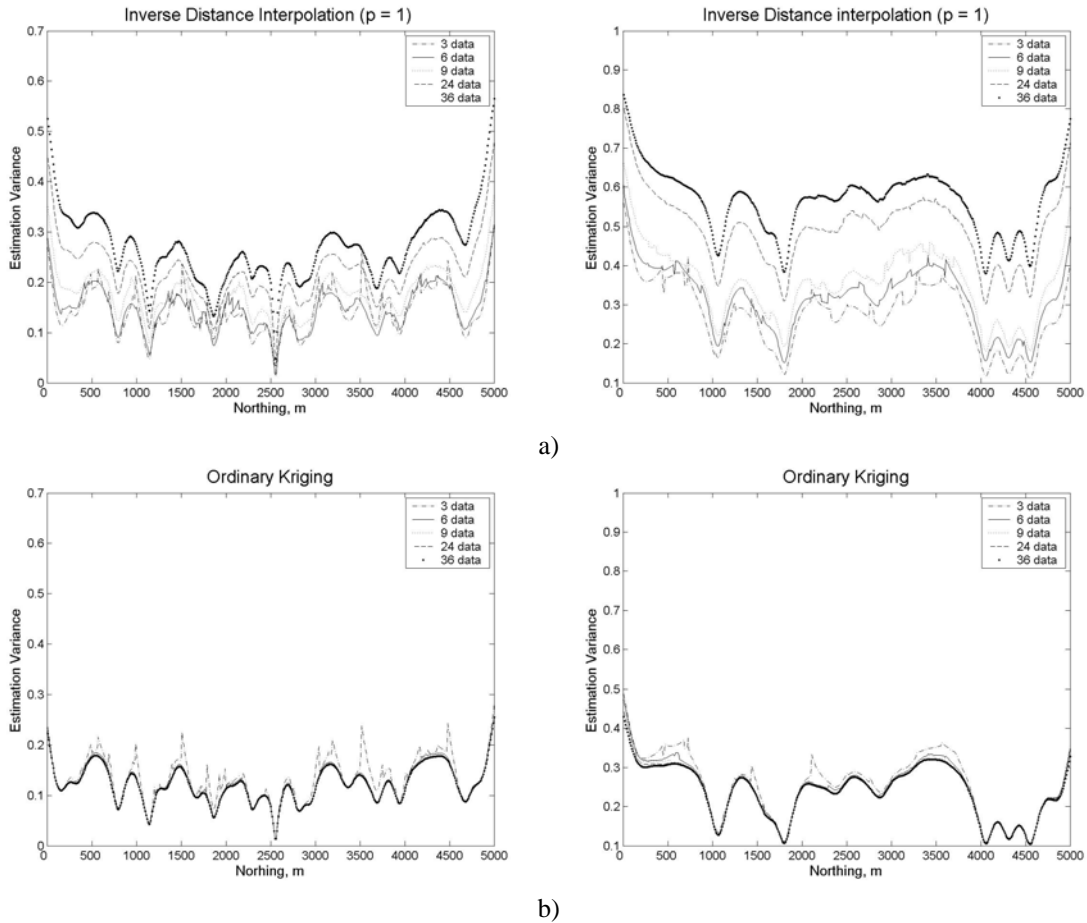 Inverse Distance Interpolation (p = 1)
0.7
0.6
0.5
0.4
0.3
0.2
0.1
0
Estimation Variance
3 data
6 data
9 data
24 data
36 data
0 500 1000 1500 2000 2500 3000 3500 4000 4500 5000
Northing, m
Inverse Distance interpolation (p = 1)
1
0.9
0.8
0.7
0.6
0.5
0.4
0.3
0.2
0.1
Estimation Variance
3 data
6 data
9 data
24 data
36 data
0 500 1000 1500 2000 2500 3000 3500 4000 4500 5000
Northing, m
a)
Ordinary Kriging
0.7
0.6
0.5
0.4
0.3
0.2
0.1
0
Estimation Variance
3 data
6 data
9 data
24 data
36 data
0 500 1000 1500 2000 2500 3000 3500 4000 4500 5000
Norhing, m
Ordinary Kriging
1
0.9
0.8
0.7
0.6
0.5
0.4
0.3
0.2
0.1
Estimation Variance
3 data
6 data
9 data
24 data
36 data
0 500 1000 1500 2000 2500 3000 3500 4000 4500 5000
Northing, m
b)